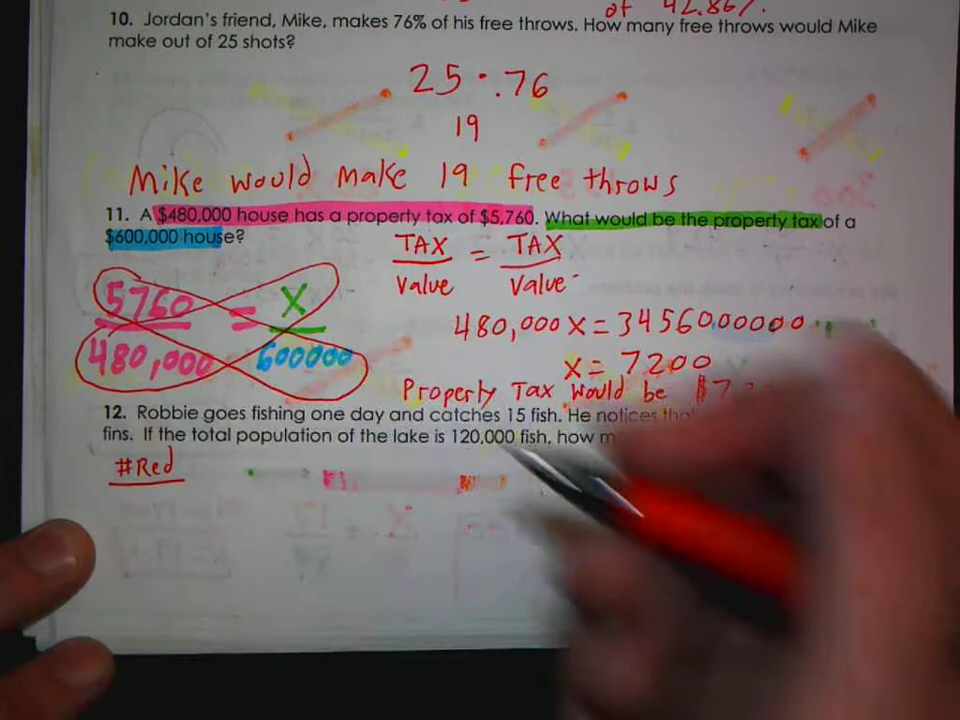 of 42.86%.
10. Jordan's friend, Mike, makes 76% of his free throws. How many free throws would Mike
make out of 25 shots?
25 · .76
19
Mike would make 19 free throws
11. A $480,000 house has a property tax of $5,760. What would be the property tax of a
$600,000 house?
TAX = TAX
value value
5760 = X
480,000 600000
480,000x = 3456000000
x = 7200
Property Tax would be $7
12. Robbie goes fishing one day and catches 15 fish. He notices
fins. If the total population of the lake is 120,000 fish, how
#Red